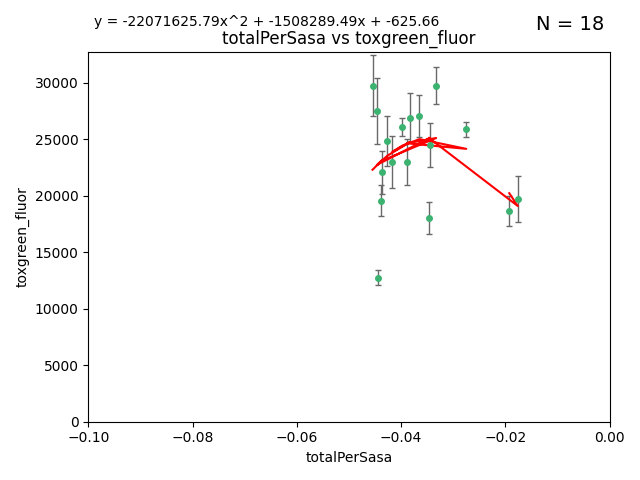 y = -22071625.79x^2 + -1508289.49x + -625.66
N = 18
totalPerSasa vs toxgreen_fluor
toxgreen_fluor
30000
25000
20000
15000
10000
5000
0
−0.10
−0.08
−0.06
−0.04
−0.02
0.00
totalPerSasa